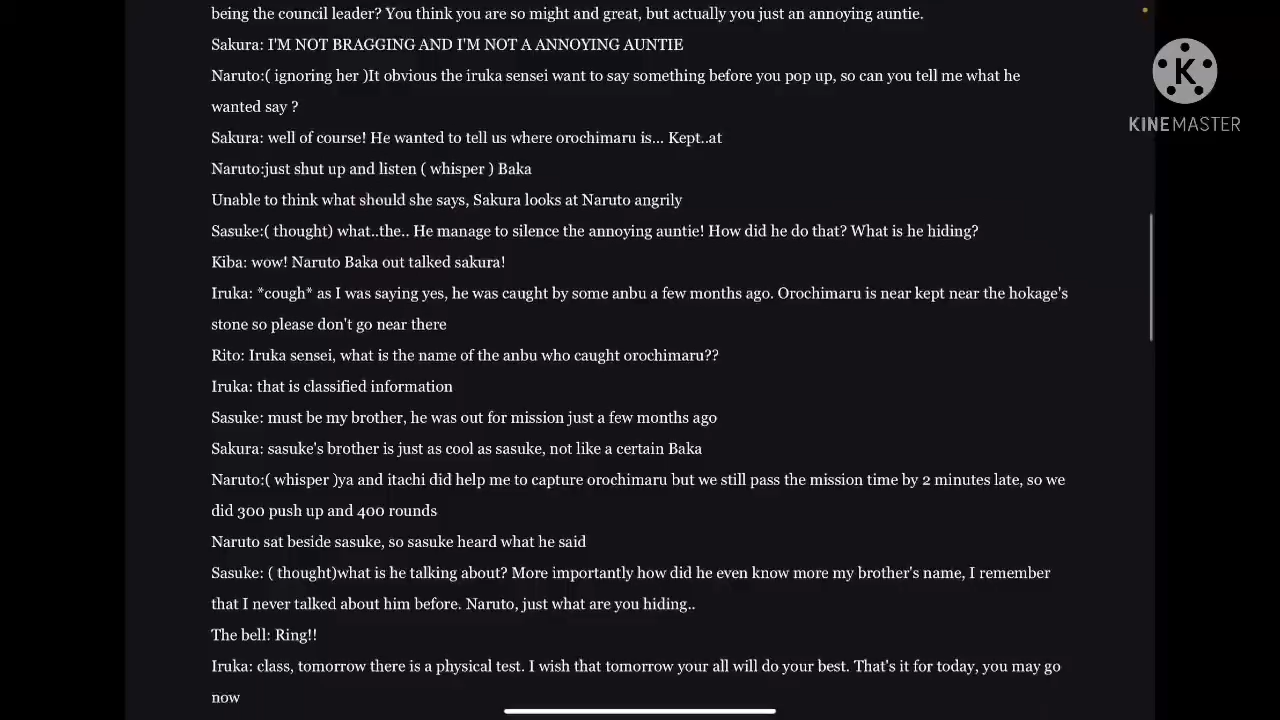 being the council leader? You think you are so might and great, but actually you just an annoying auntie.
Sakura: I'M NOT BRAGGING AND I'M NOT A ANNOYING AUNTIE
Naruto:( ignoring her )It obvious the iruka sensei want to say something before you pop up, so can you tell me what he
wanted say ?
Sakura: well of course! He wanted to tell us where orochimaru is... Kept..at
Naruto:just shut up and listen ( whisper ) Baka
Unable to think what should she says, Sakura looks at Naruto angrily
Sasuke:( thought) what..the.. He manage to silence the annoying auntie! How did he do that? What is he hiding?
Kiba: wow! Naruto Baka out talked sakura!
Iruka: *cough* as I was saying yes, he was caught by some anbu a few months ago. Orochimaru is near kept near the hokage's
stone so please don't go near there
Rito: Iruka sensei, what is the name of the anbu who caught orochimaru??
Iruka: that is classified information
Sasuke: must be my brother, he was out for mission just a few months ago
Sakura: sasuke's brother is just as cool as sasuke, not like a certain Baka
Naruto:( whisper )ya and itachi did help me to capture orochimaru but we still pass the mission time by 2 minutes late, so we
did 300 push up and 400 rounds
Naruto sat beside sasuke, so sasuke heard what he said
Sasuke: ( thought)what is he talking about? More importantly how did he even know more my brother's name, I remember
that I never talked about him before. Naruto, just what are you hiding..
The bell: Ring!!
Iruka: class, tomorrow there is a physical test. I wish that tomorrow your all will do your best. That's it for today, you may go
now
K
KINEMASTER